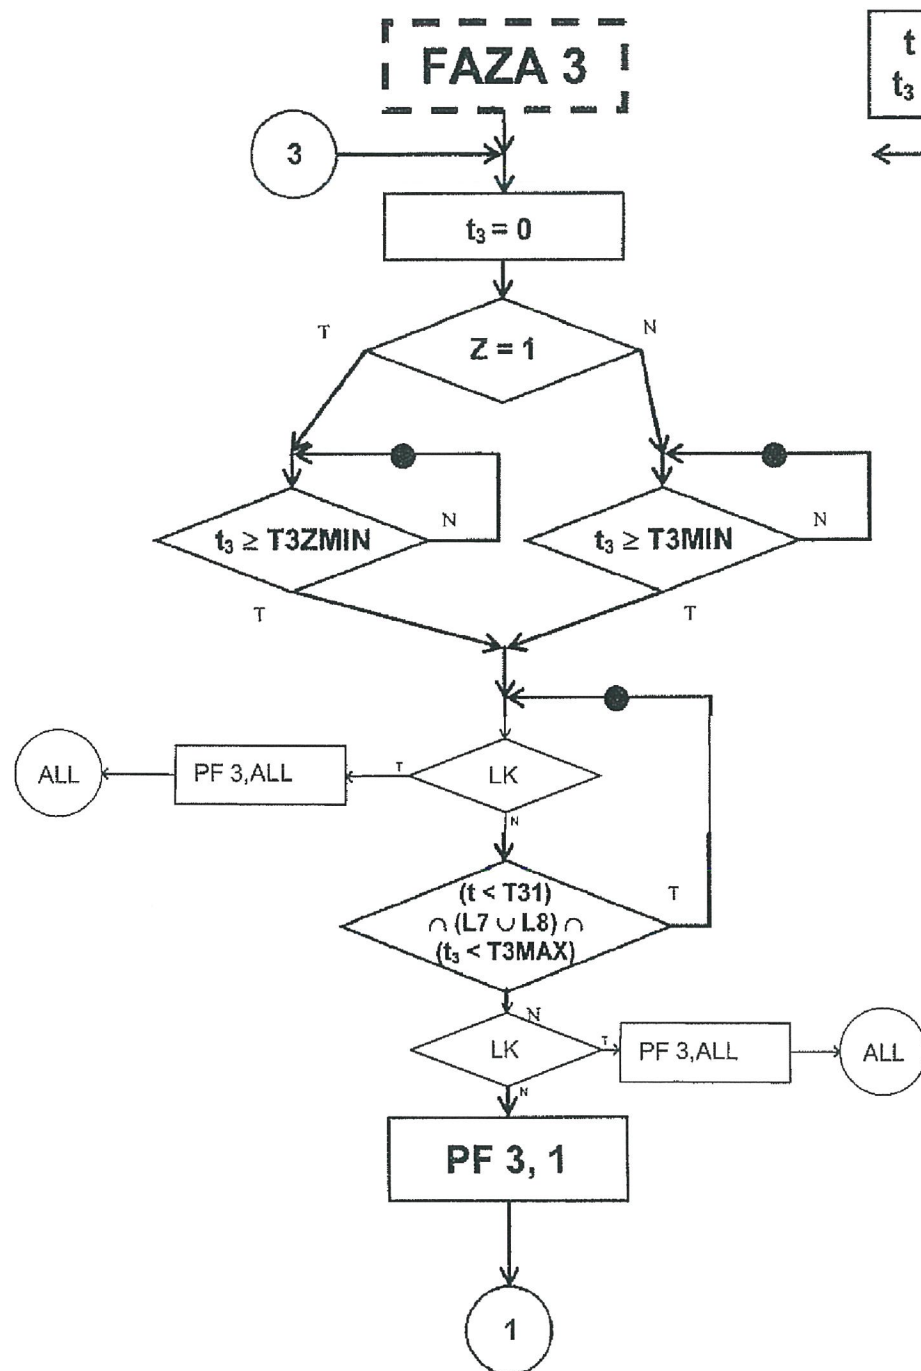 FAZA 3
t
t₃
3
t₃ = 0
T
N
Z = 1
t₃ ≥ T3ZMIN
N
t₃ ≥ T3MIN
N
T
T
ALL
PF 3,ALL
T
LK
N
(t < T31)
∩ (L7 ∪ L8) ∩
(t₃ < T3MAX)
T
N
LK
T
PF 3,ALL
ALL
N
PF 3, 1
1